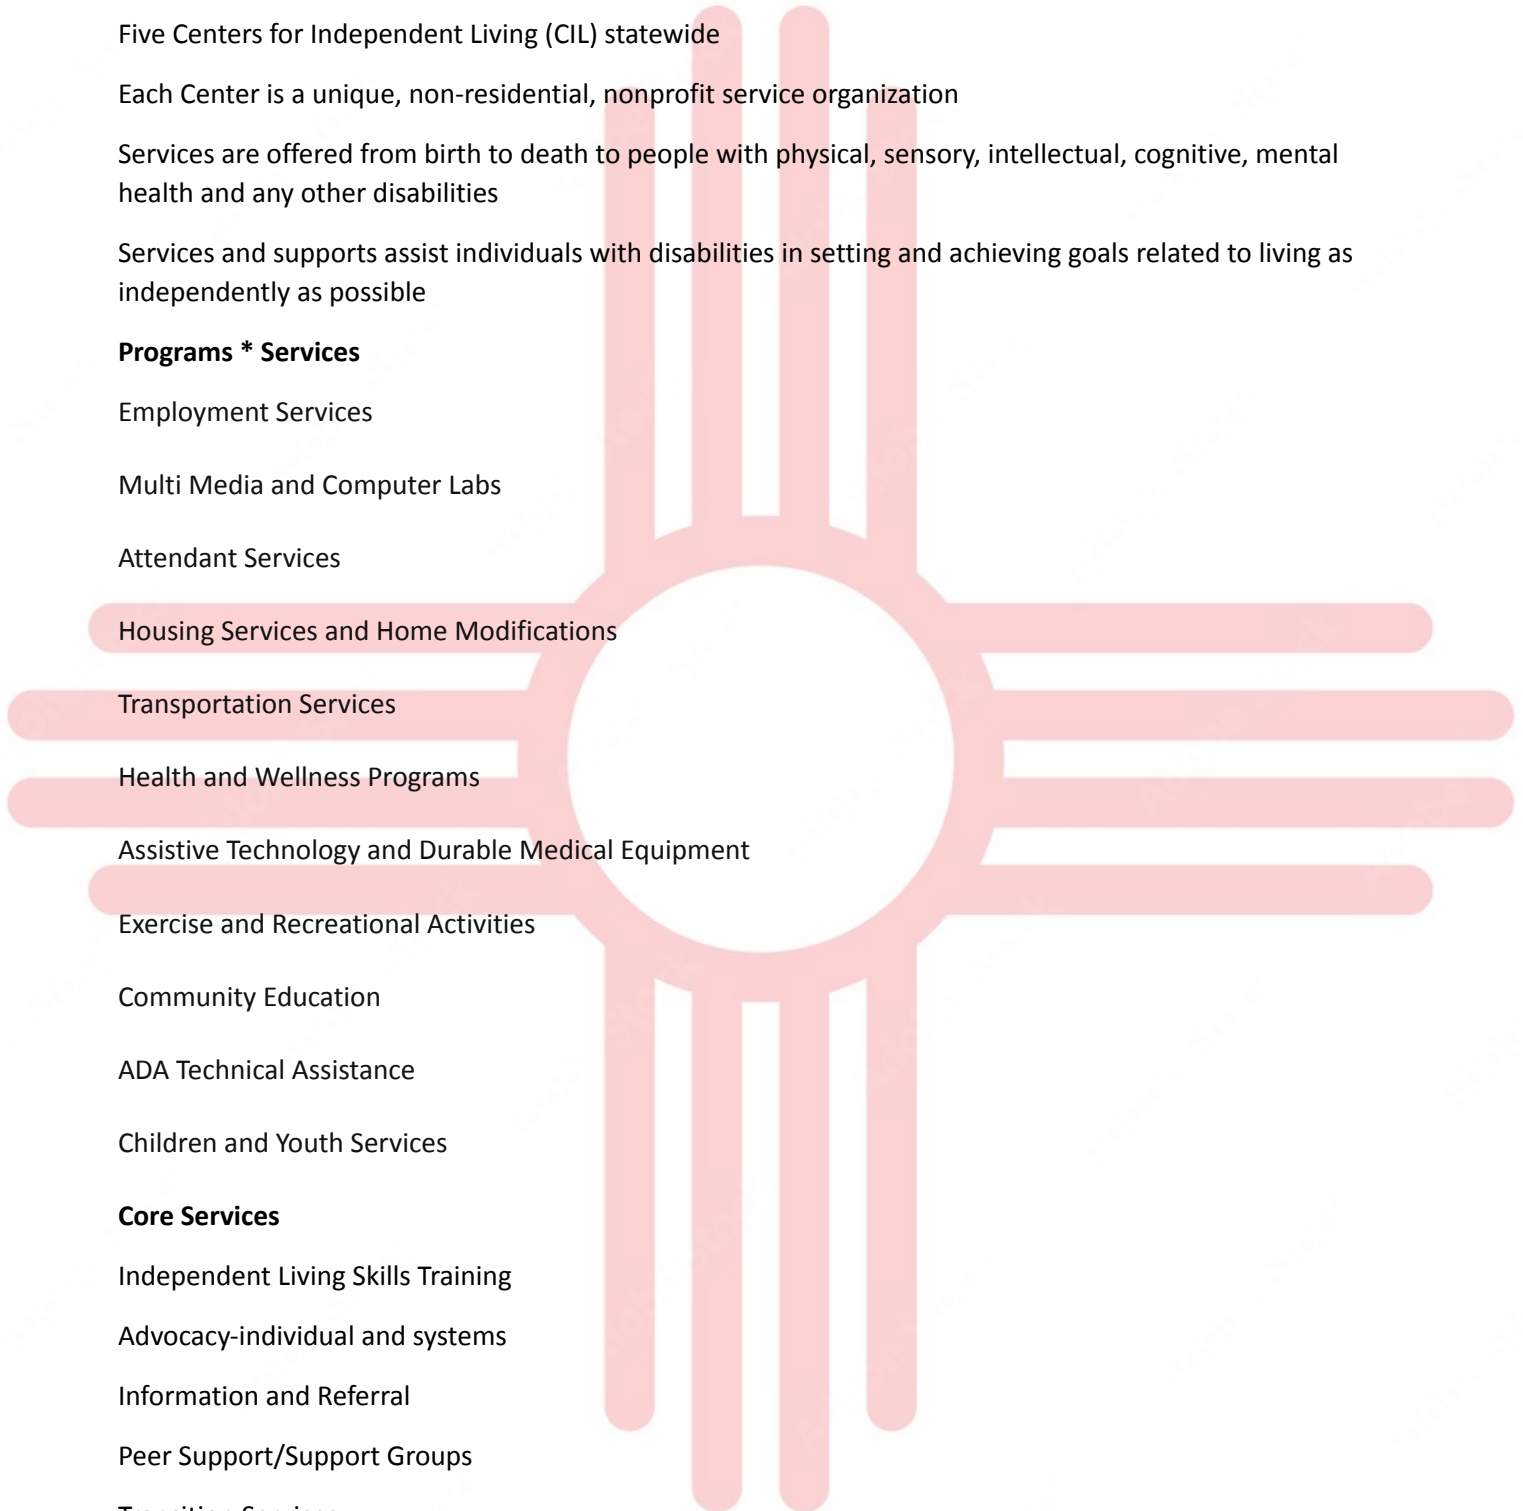 Five Centers for Independent Living (CIL) statewide
Each Center is a unique, non-residential, nonprofit service organization
Services are offered from birth to death to people with physical, sensory, intellectual, cognitive, mental
health and any other disabilities
Services and supports assist individuals with disabilities in setting and achieving goals related to living as
independently as possible
Programs * Services
Employment Services
Multi Media and Computer Labs
Attendant Services
Housing Services and Home Modifications
Transportation Services
Health and Wellness Programs
Assistive Technology and Durable Medical Equipment
Exercise and Recreational Activities
Community Education
ADA Technical Assistance
Children and Youth Services
Core Services
Independent Living Skills Training
Advocacy-individual and systems
Information and Referral
Peer Support/Support Groups